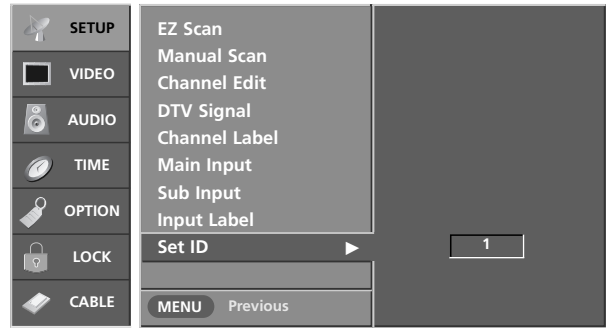 SETUP
VIDEO
AUDIO
TIME
OPTION
LOCK
CABLE
EZ Scan
Manual Scan
Channel Edit
DTV Signal
Channel Label
Main Input
Sub Input
Input Label
Set ID ▶
1
MENU Previous